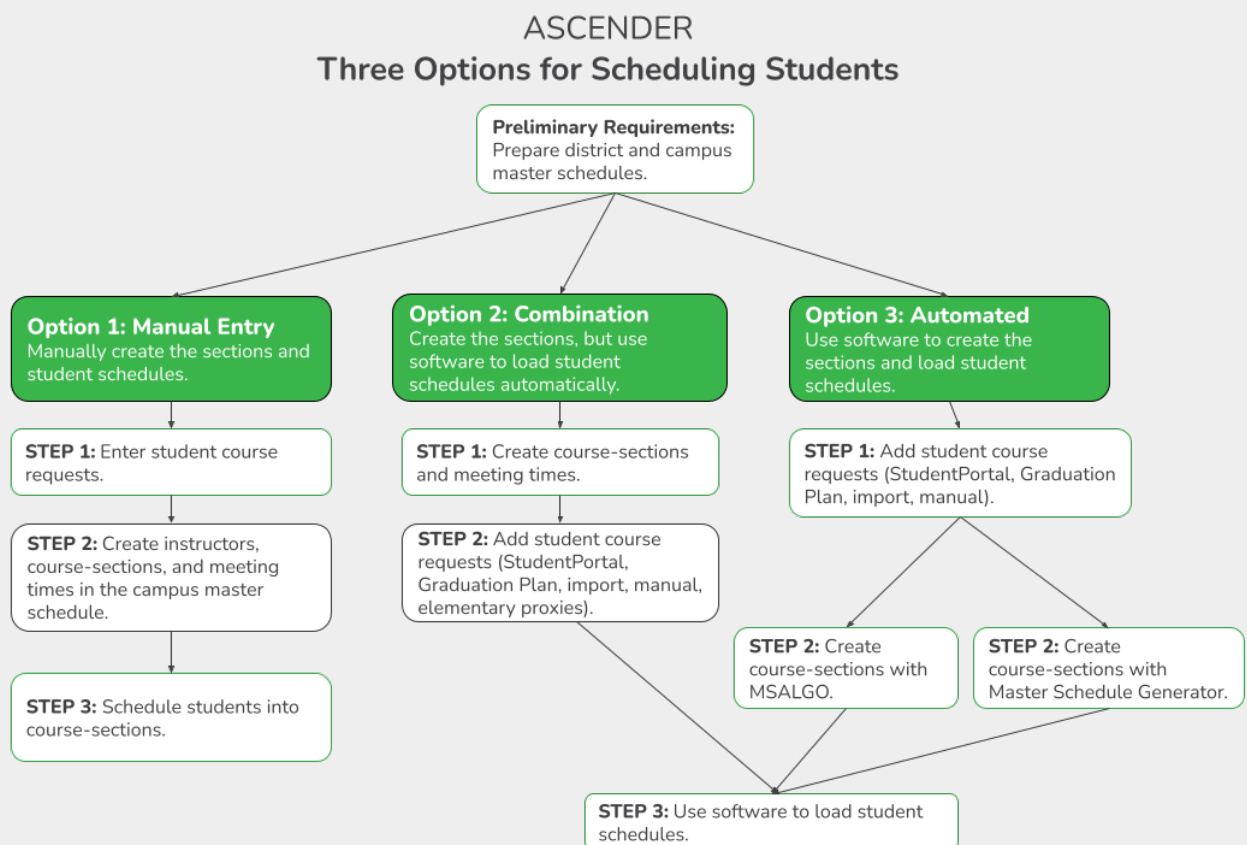 ASCENDER
Three Options for Scheduling Students
Preliminary Requirements:
Prepare district and campus
master schedules.
Option 1: Manual Entry
Manually create the sections and
student schedules.
Option 2: Combination
Create the sections, but use
software to load student
schedules automatically.
Option 3: Automated
Use software to create the
sections and load student
schedules.
STEP 1: Enter student course
requests.
STEP 1: Create course-sections
and meeting times.
STEP 1: Add student course
requests (StudentPortal, Graduation
Plan, import, manual).
STEP 2: Create instructors,
course-sections, and meeting
times in the campus master
schedule.
STEP 2: Add student course
requests (StudentPortal,
Graduation Plan, import, manual,
elementary proxies).
STEP 2: Create
course-sections with
MSALGO.
STEP 2: Create
course-sections with
Master Schedule Generator.
STEP 3: Schedule students into
course-sections.
STEP 3: Use software to load student
schedules.